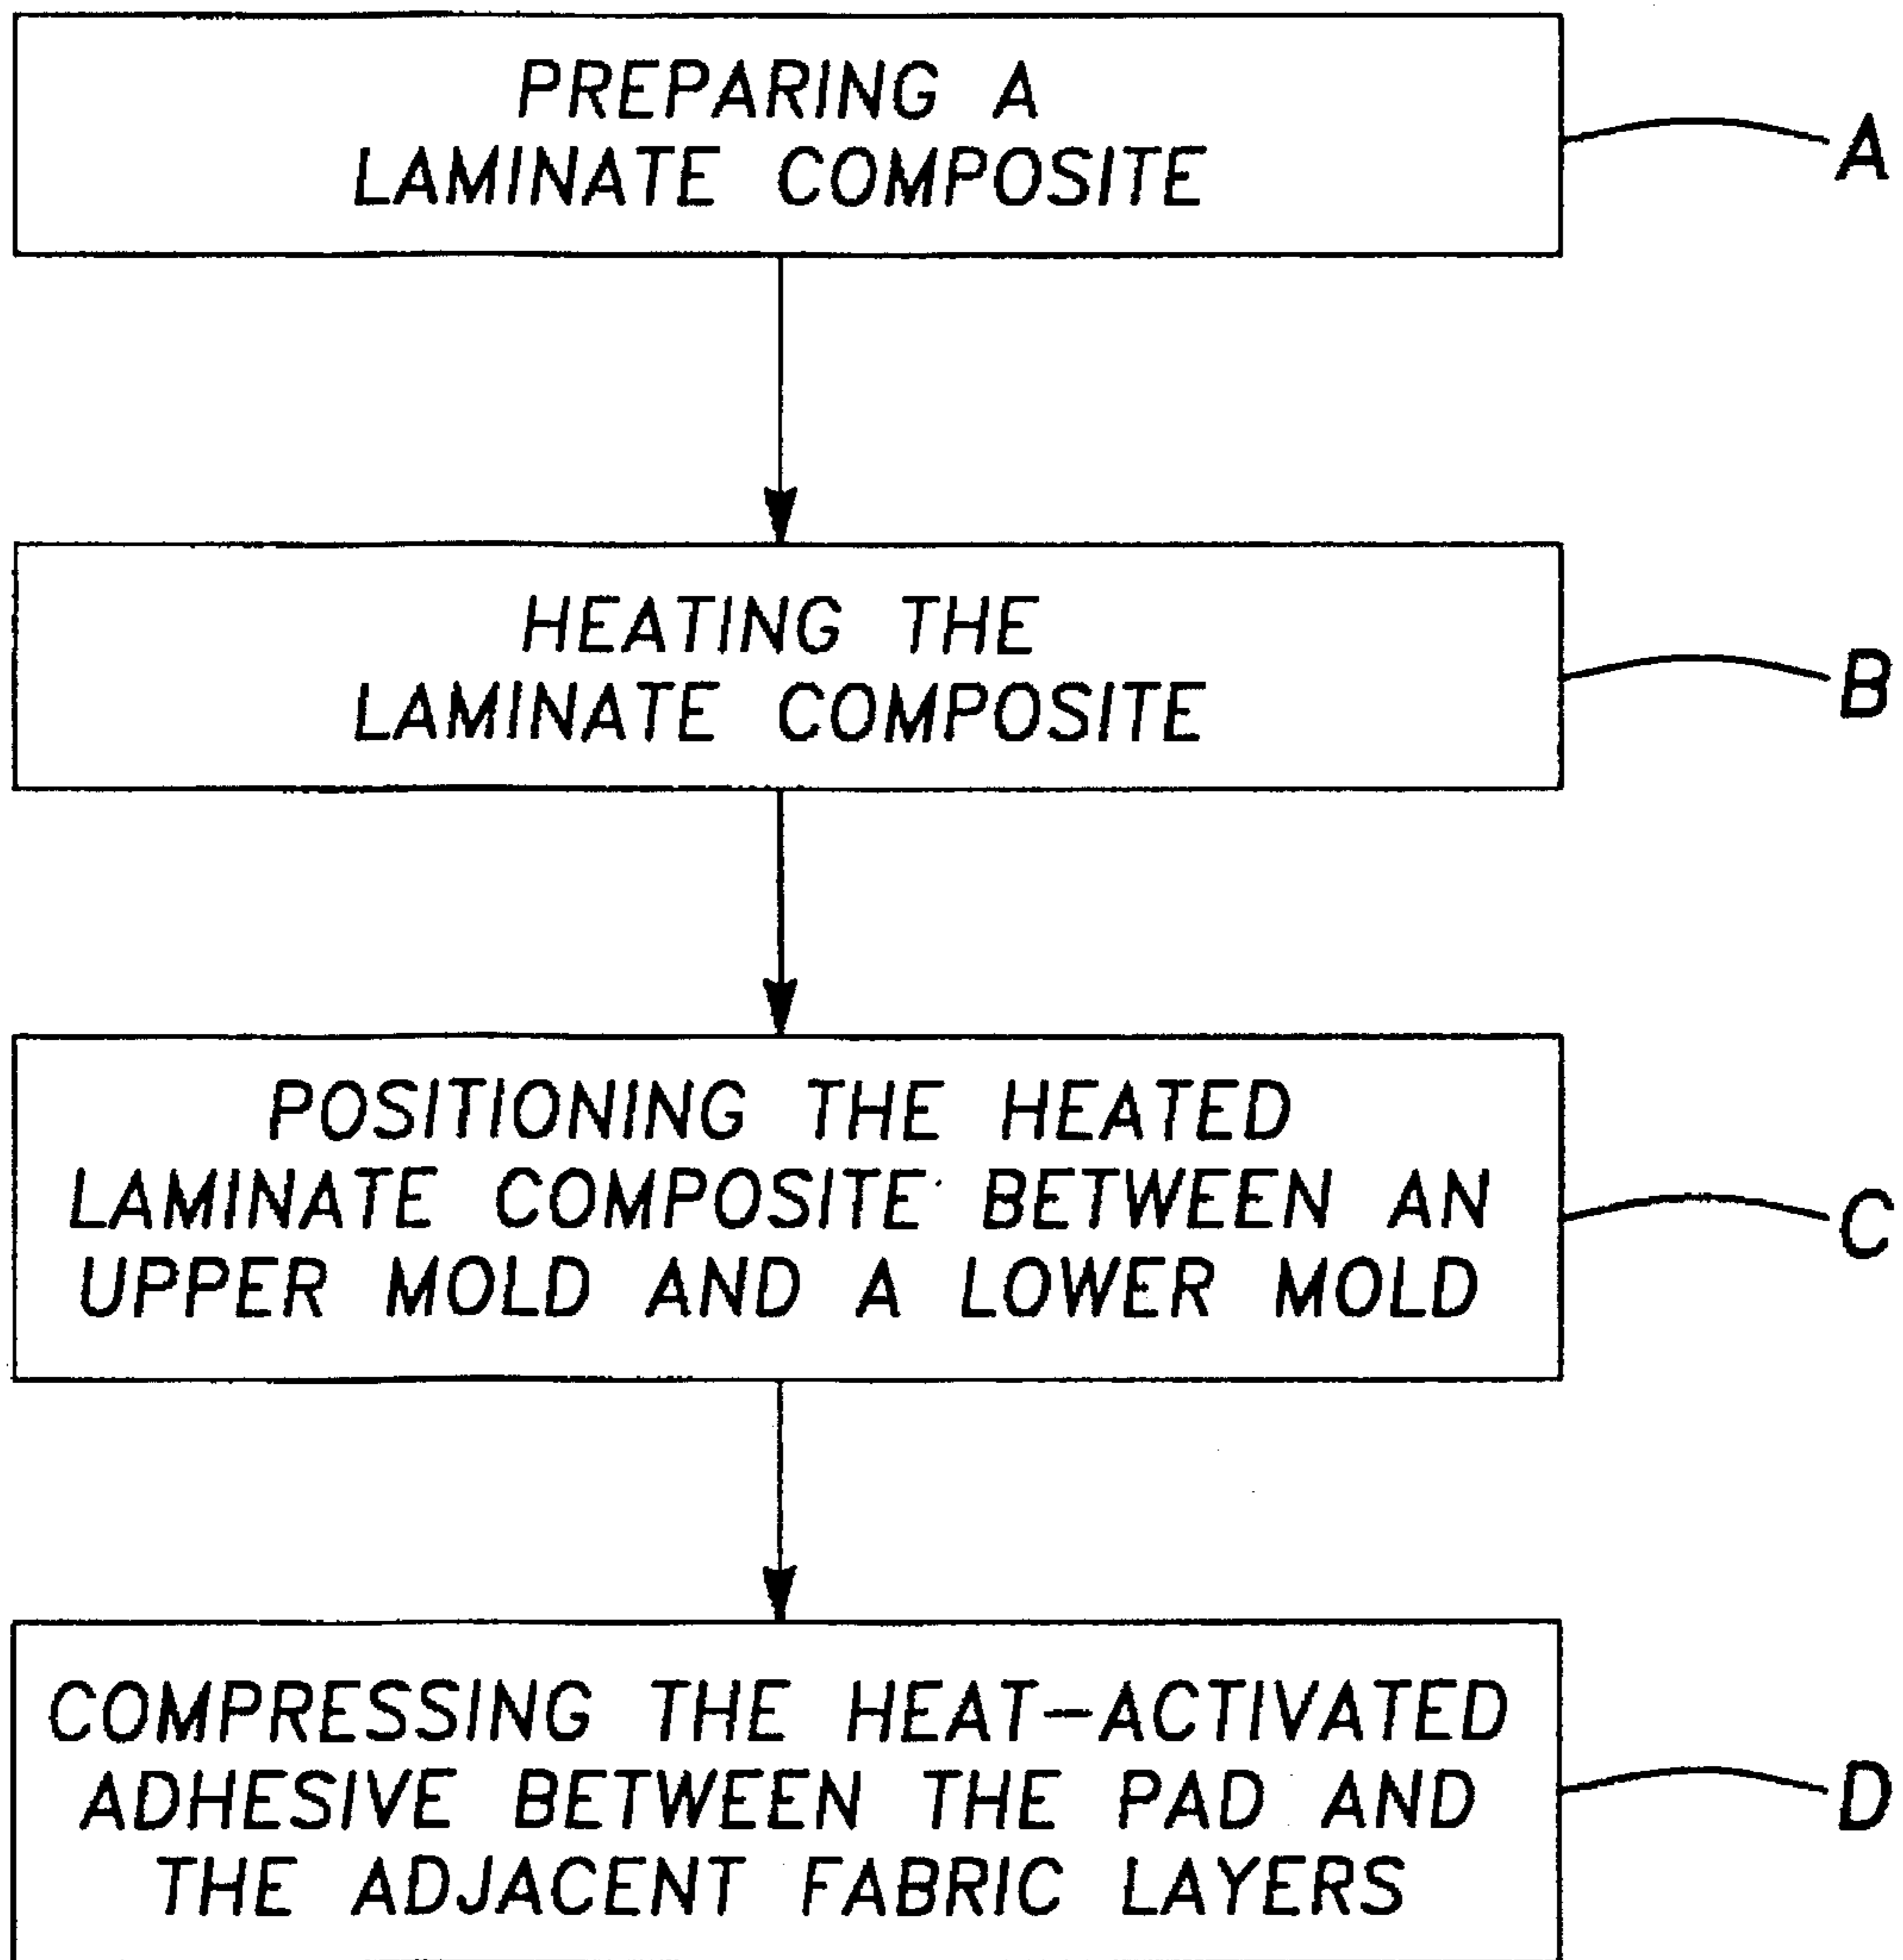 PREPARING A
LAMINATE COMPOSITE
A
HEATING THE
LAMINATE COMPOSITE
B
POSITIONING THE HEATED
LAMINATE COMPOSITE BETWEEN AN
UPPER MOLD AND A LOWER MOLD
C
COMPRESSING THE HEAT-ACTIVATED
ADHESIVE BETWEEN THE PAD AND
THE ADJACENT FABRIC LAYERS
D